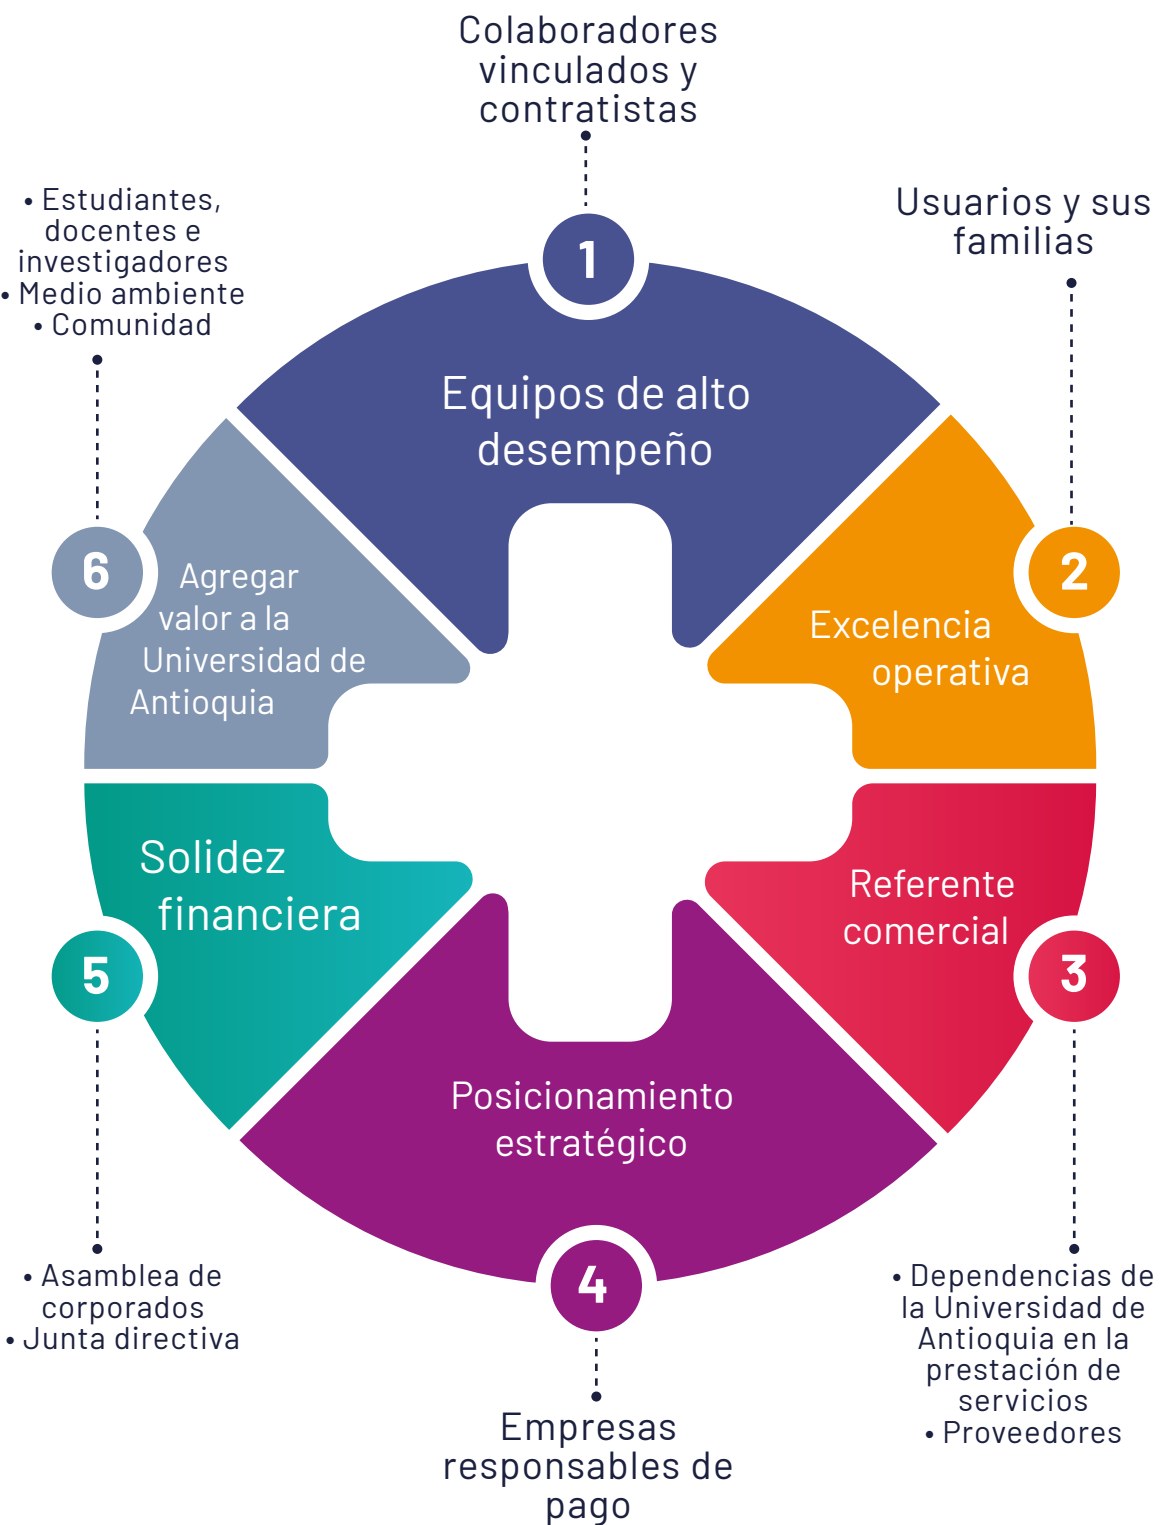 Colaboradores
vinculados y
contratistas
1
Equipos de alto
desempeño
Usuarios y sus
familias
2
Excelencia
operativa
Referente
comercial
3
• Dependencias de
la Universidad de
Antioquia en la
prestación de
servicios
• Proveedores
Posicionamiento
estratégico
4
Empresas
responsables de
pago
Solidez
financiera
5
• Asamblea de
corporados
• Junta directiva
• Estudiantes,
docentes e
investigadores
• Medio ambiente
• Comunidad
6
Agregar
valor a la
Universidad de
Antioquia